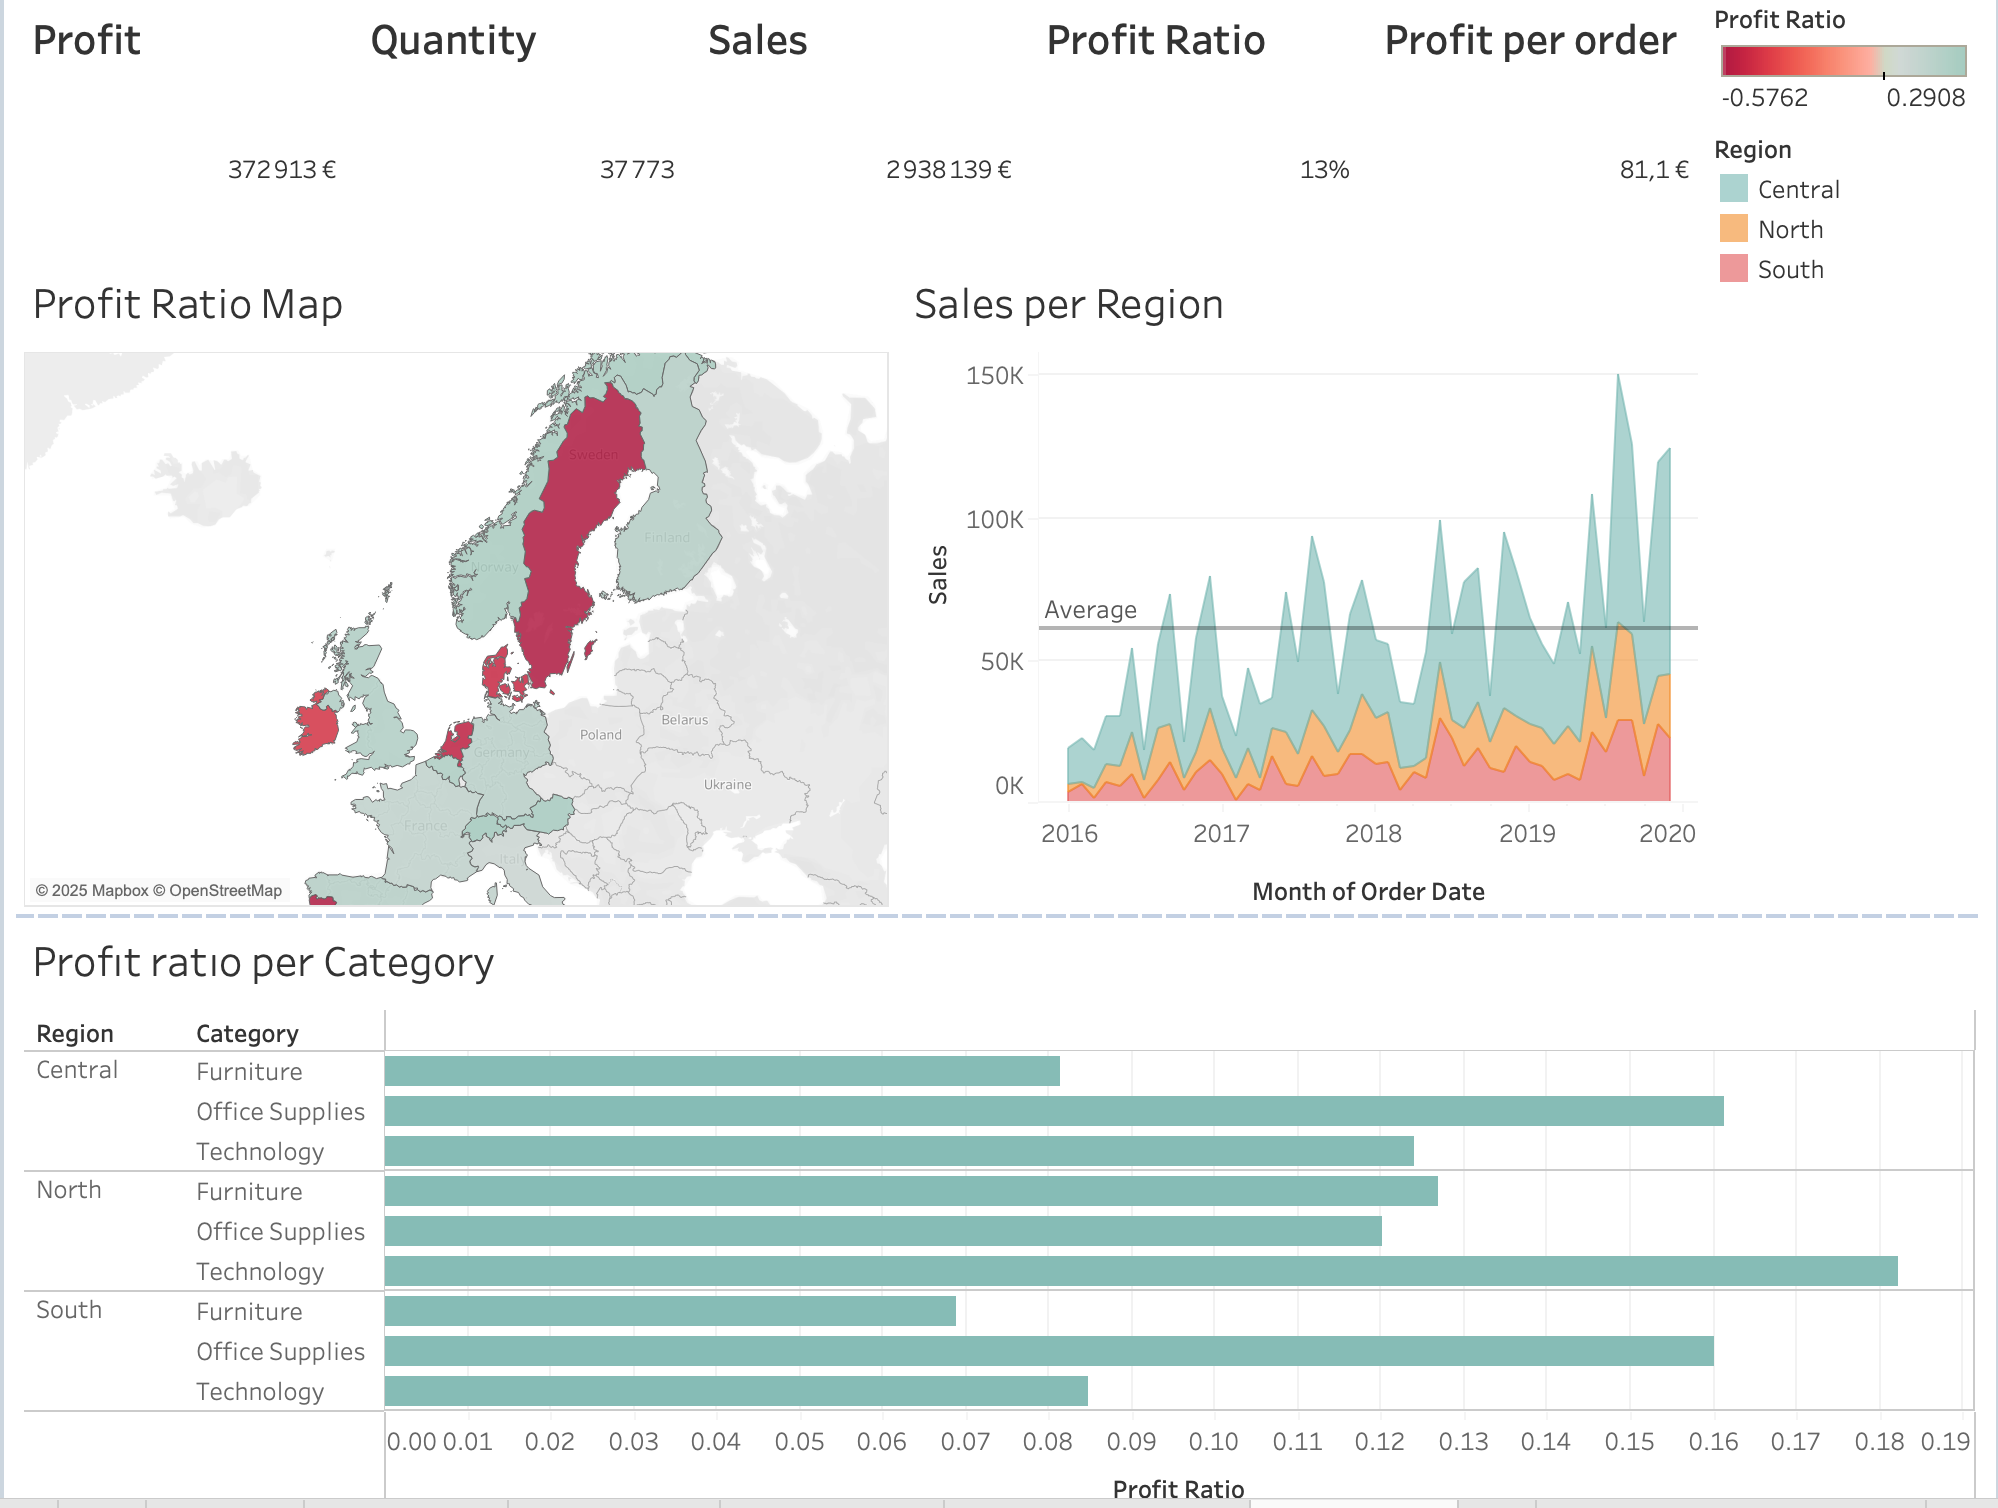 Profit
Quantity
Sales
Profit Ratio
Profit per order
372 913 €
37 773
2 938 139 €
13%
81,1 €
Profit Ratio
-0.5762
0.2908
Region
Central
North
South
Profit Ratio Map
Sweden
Finland
Norway
Belarus
Poland
Germany
Ukraine
France
Italy
© 2025 Mapbox © OpenStreetMap
Sales per Region
150K
100K
50K
0K
Sales
Average
2016
2017
2018
2019
2020
Month of Order Date
Profit ratio per Category
Region Category
Central Furniture
Office Supplies
Technology
North Furniture
Office Supplies
Technology
South Furniture
Office Supplies
Technology
0.00 0.01 0.02 0.03 0.04 0.05 0.06 0.07 0.08 0.09 0.10 0.11 0.12 0.13 0.14 0.15 0.16 0.17 0.18 0.19
Profit Ratio